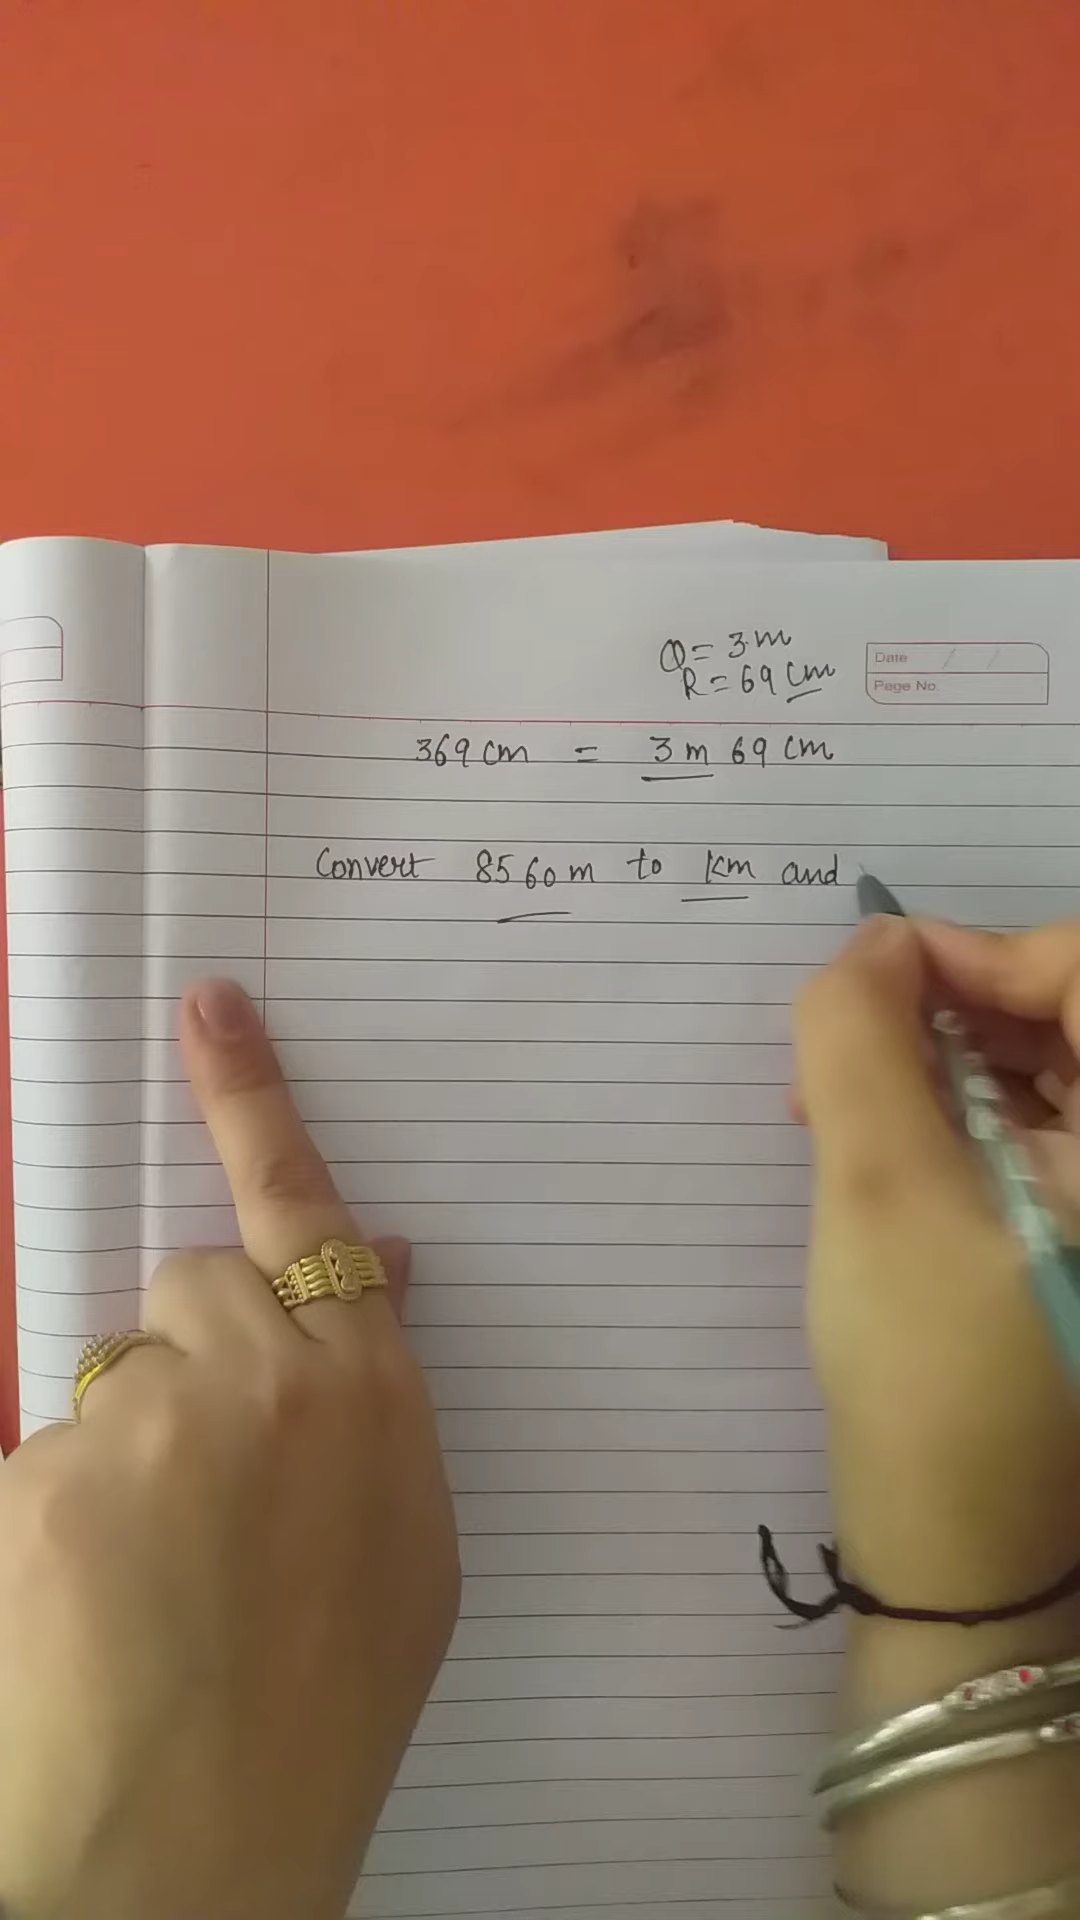 Q = 3 m
R = 69 cm
Date / /
Page No.
369 cm = 3 m 69 cm
Convert 8560 m to km and